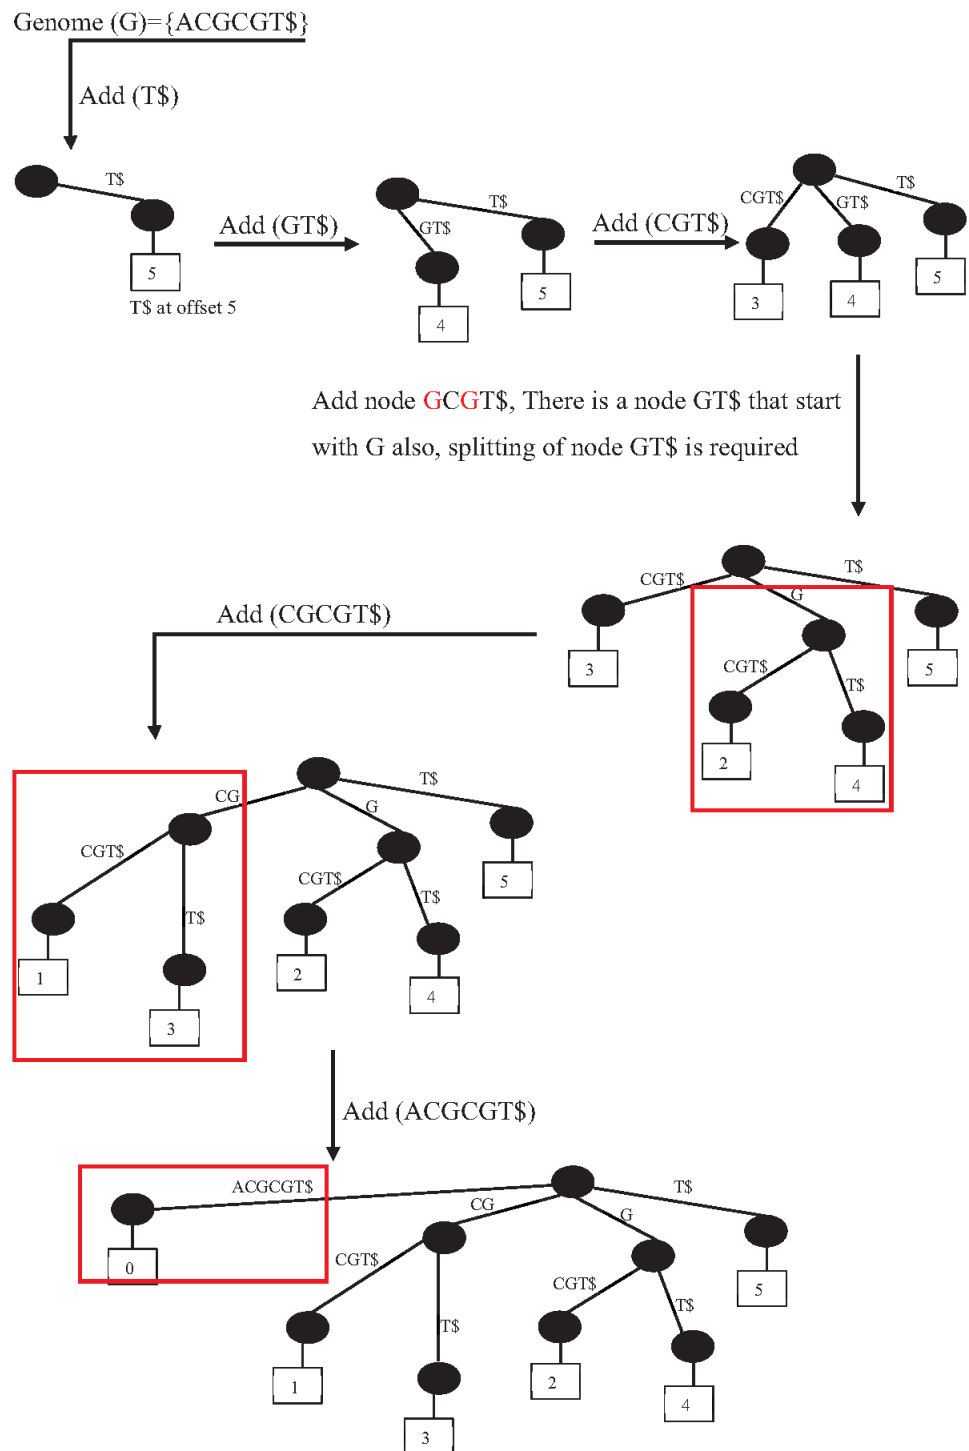 Genome (G)={ACGCGT$}
Add (T$)
T$
5
T$ at offset 5
Add (GT$)
T$
GT$
5
4
Add (CGT$)
CGT$
GT$
T$
3
4
5
Add node GCGT$, There is a node GT$ that start
with G also, splitting of node GT$ is required
CGT$
G
T$
3
CGT$
T$
5
2
4
Add (CGCGT$)
CG
G
T$
CGT$
T$
CGT$
T$
5
1
3
2
4
Add (ACGCGT$)
ACGCGT$
CG
G
T$
0
CGT$
T$
CGT$
T$
5
1
3
2
4